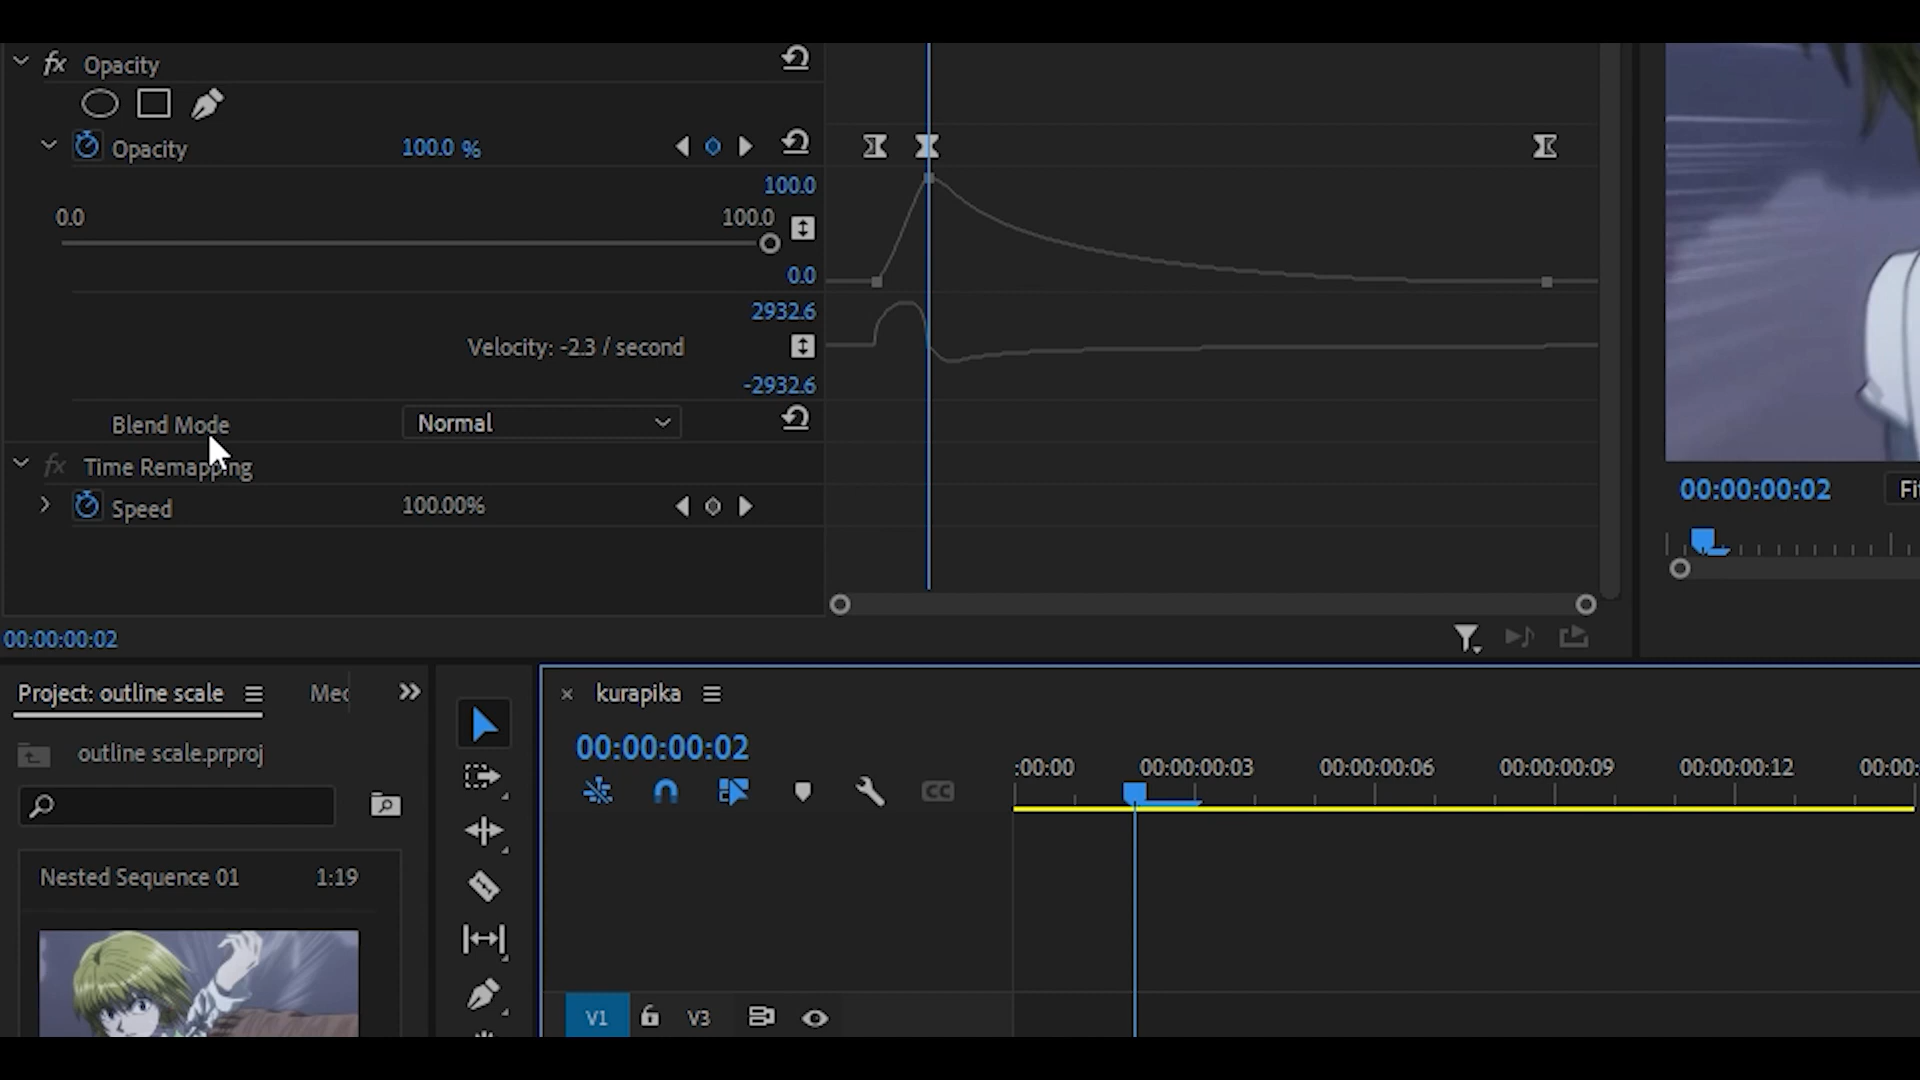 fx Opacity
Opacity 100.0 %
100.0
0.0 100.0
0.0
2932.6
Velocity: -2.3 / second
-2932.6
Blend Mode Normal
fx Time Remapping
Speed 100.00%
00:00:00:02
00:00:00:02
Project: outline scale
outline scale.prproj
Nested Sequence 01 1:19
× kurapika
00:00:00:02
:00:00 00:00:00:03 00:00:00:06 00:00:00:09 00:00:00:12 00:00:
CC
V1 V3